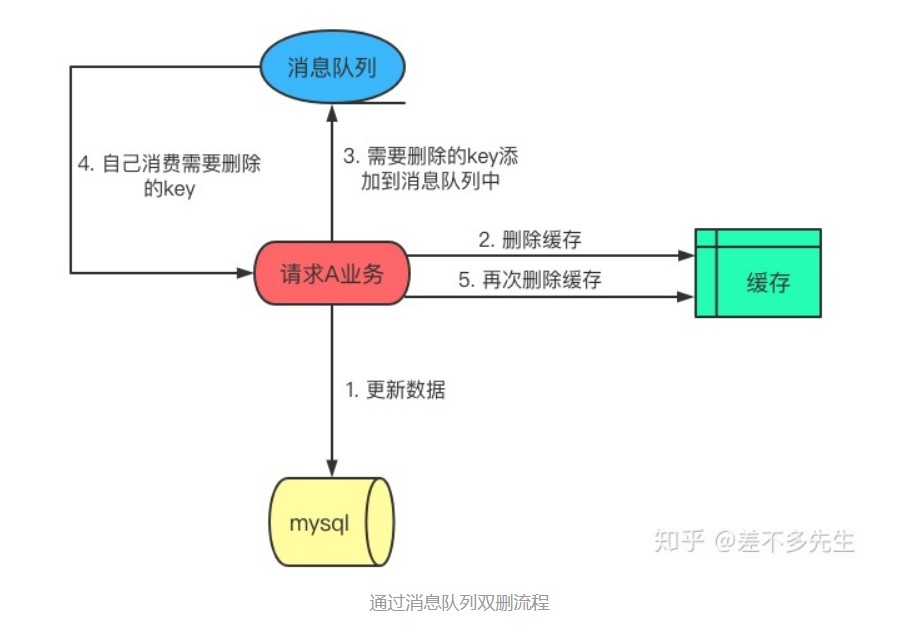 消息队列
4. 自己消费需要删除
的key
3. 需要删除的key添
加到消息队列中
2. 删除缓存
请求A业务
5. 再次删除缓存
缓存
1. 更新数据
mysql
知乎 @差不多先生
通过消息队列双删流程